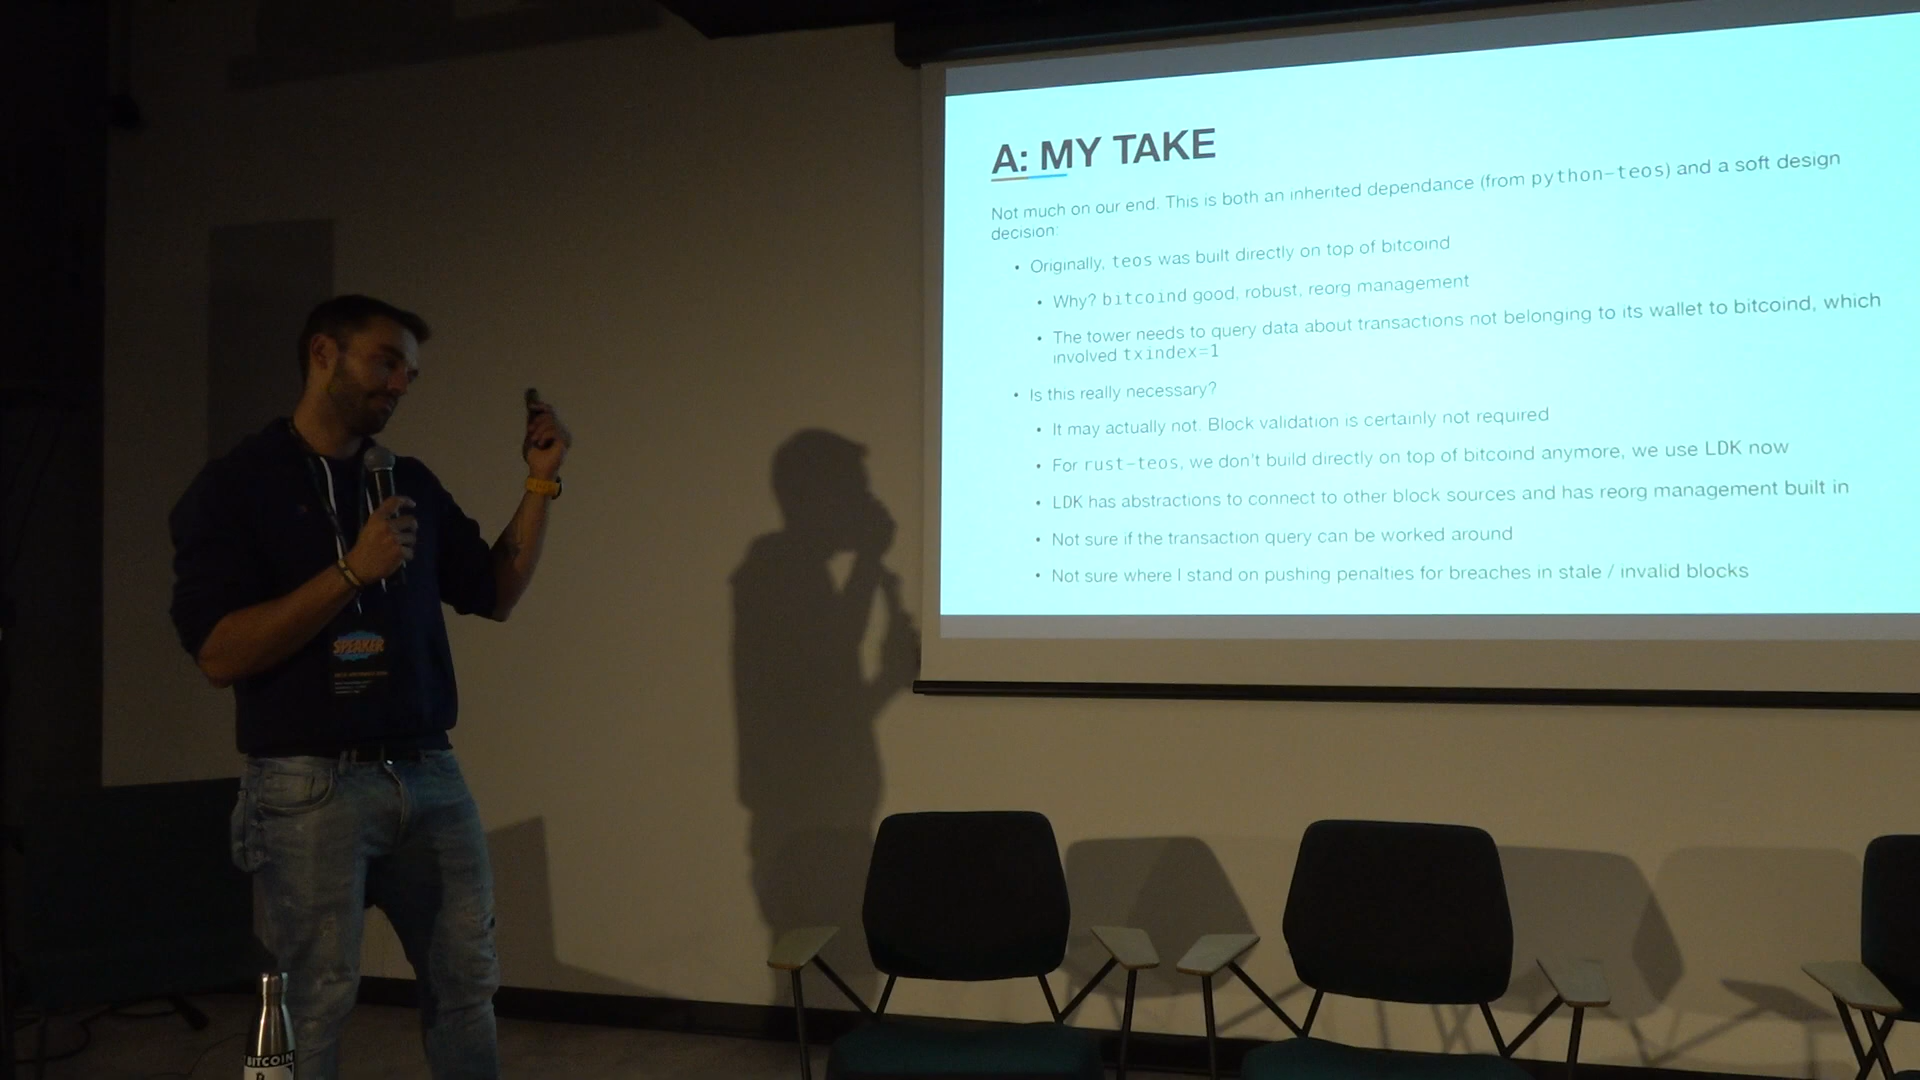 A: MY TAKE
Not much on our end. This is both an inherited dependance (from python-teos) and a soft design
decision:
• Originally, teos was built directly on top of bitcoind
• Why? bitcoind good, robust, reorg management
• The tower needs to query data about transactions not belonging to its wallet to bitcoind, which
involved txindex=1
• Is this really necessary?
• It may actually not. Block validation is certainly not required
• For rust-teos, we don't build directly on top of bitcoind anymore, we use LDK now
• LDK has abstractions to connect to other block sources and has reorg management built in
• Not sure if the transaction query can be worked around
• Not sure where I stand on pushing penalties for breaches in stale / invalid blocks
SPEAKER
BITCOIN